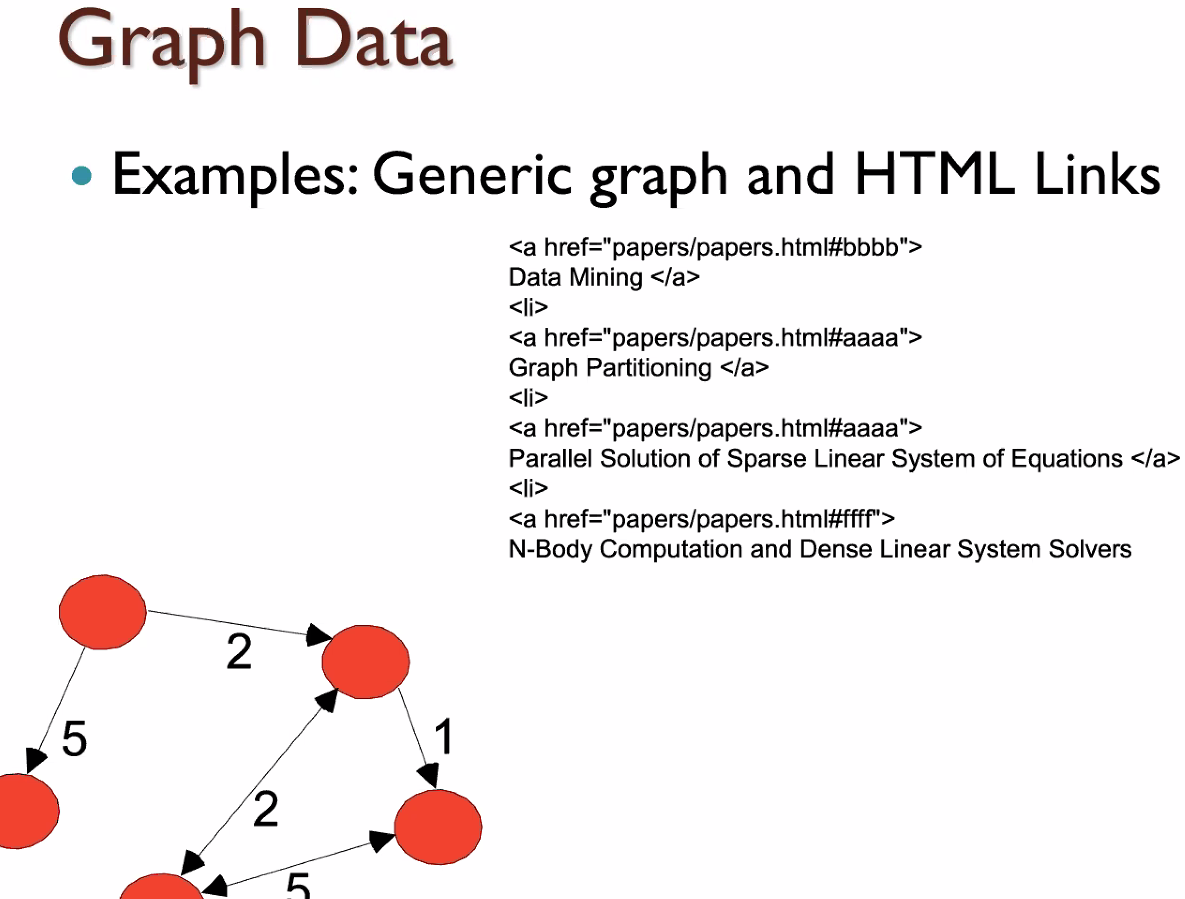 Graph Data
• Examples: Generic graph and HTML Links
<a href="papers/papers.html#bbbb">
Data Mining </a>
<li>
<a href="papers/papers.html#aaaa">
Graph Partitioning </a>
<li>
<a href="papers/papers.html#aaaa">
Parallel Solution of Sparse Linear System of Equations </a>
<li>
<a href="papers/papers.html#ffff">
N-Body Computation and Dense Linear System Solvers
2
5
1
2
5